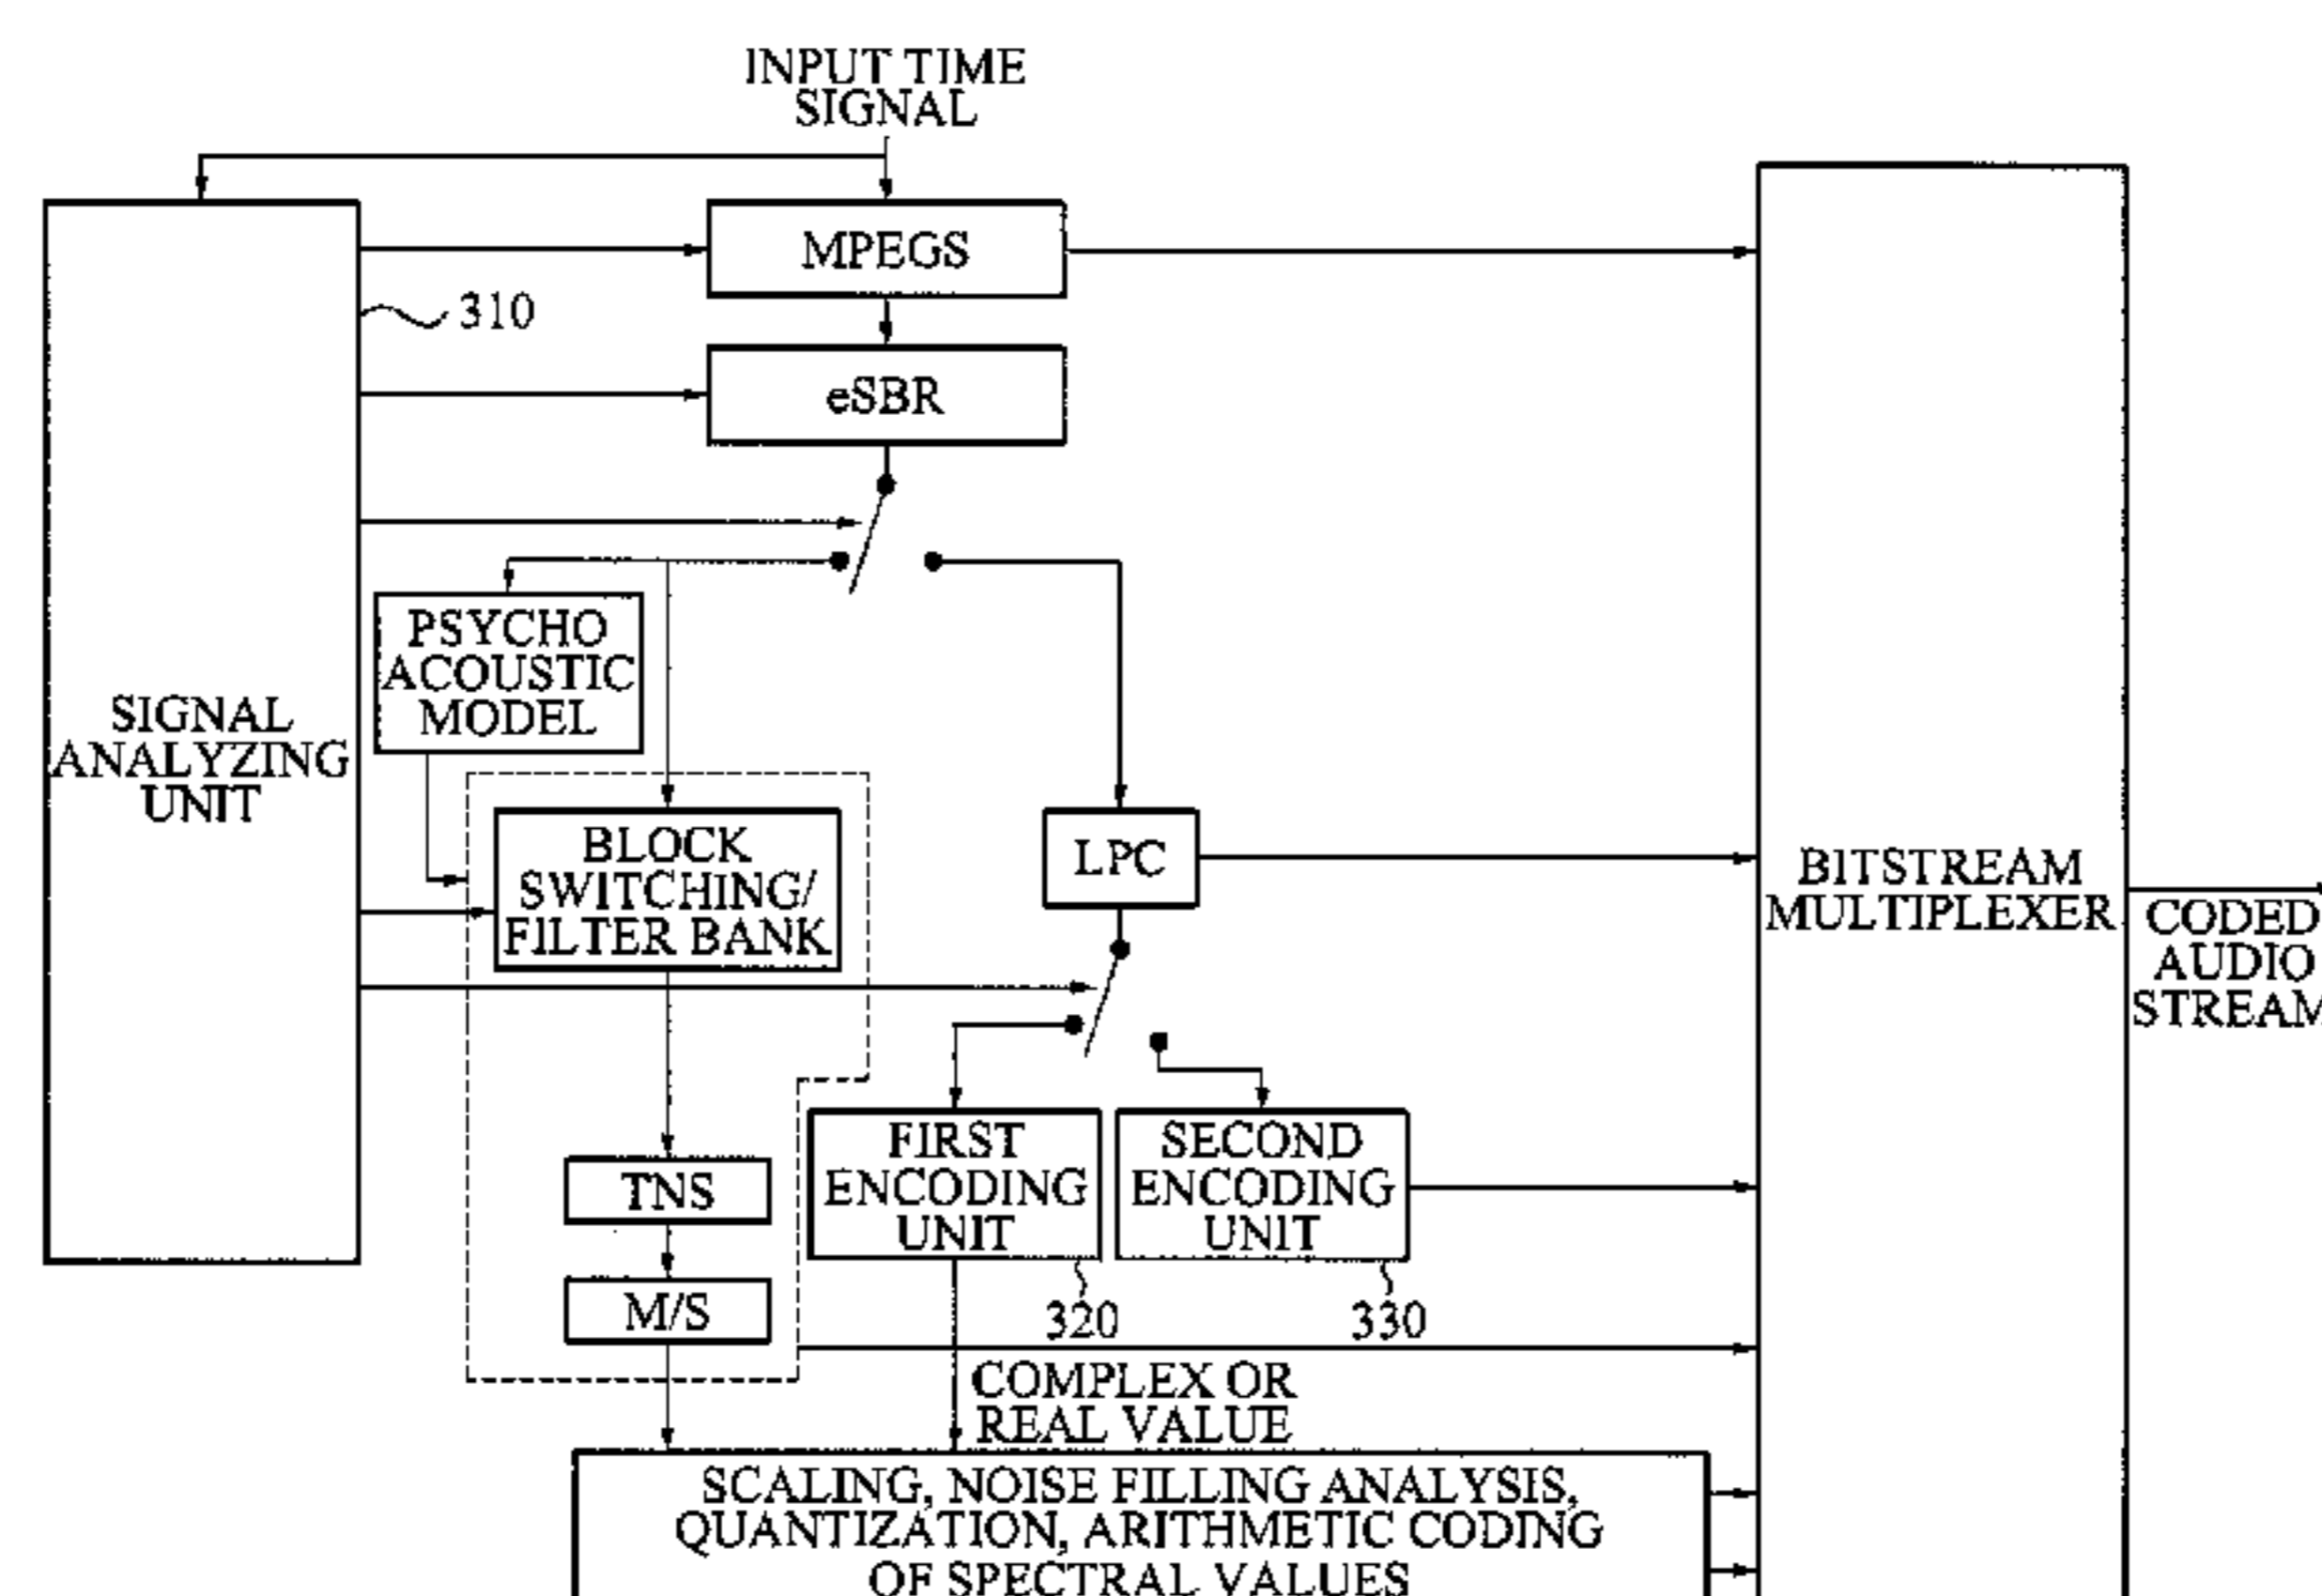 INPUT TIME
SIGNAL
MPEGS
310
eSBR
PSYCHO
ACOUSTIC
MODEL
SIGNAL
ANALYZING
UNIT
BLOCK
SWITCHING/
FILTER BANK
LPC
BITSTREAM
MULTIPLEXER
CODED
AUDIO
STREAM
FIRST
ENCODING
UNIT
SECOND
ENCODING
UNIT
TNS
M/S
320
330
COMPLEX OR
REAL VALUE
SCALING, NOISE FILLING ANALYSIS,
QUANTIZATION, ARITHMETIC CODING
OF SPECTRAL VALUES